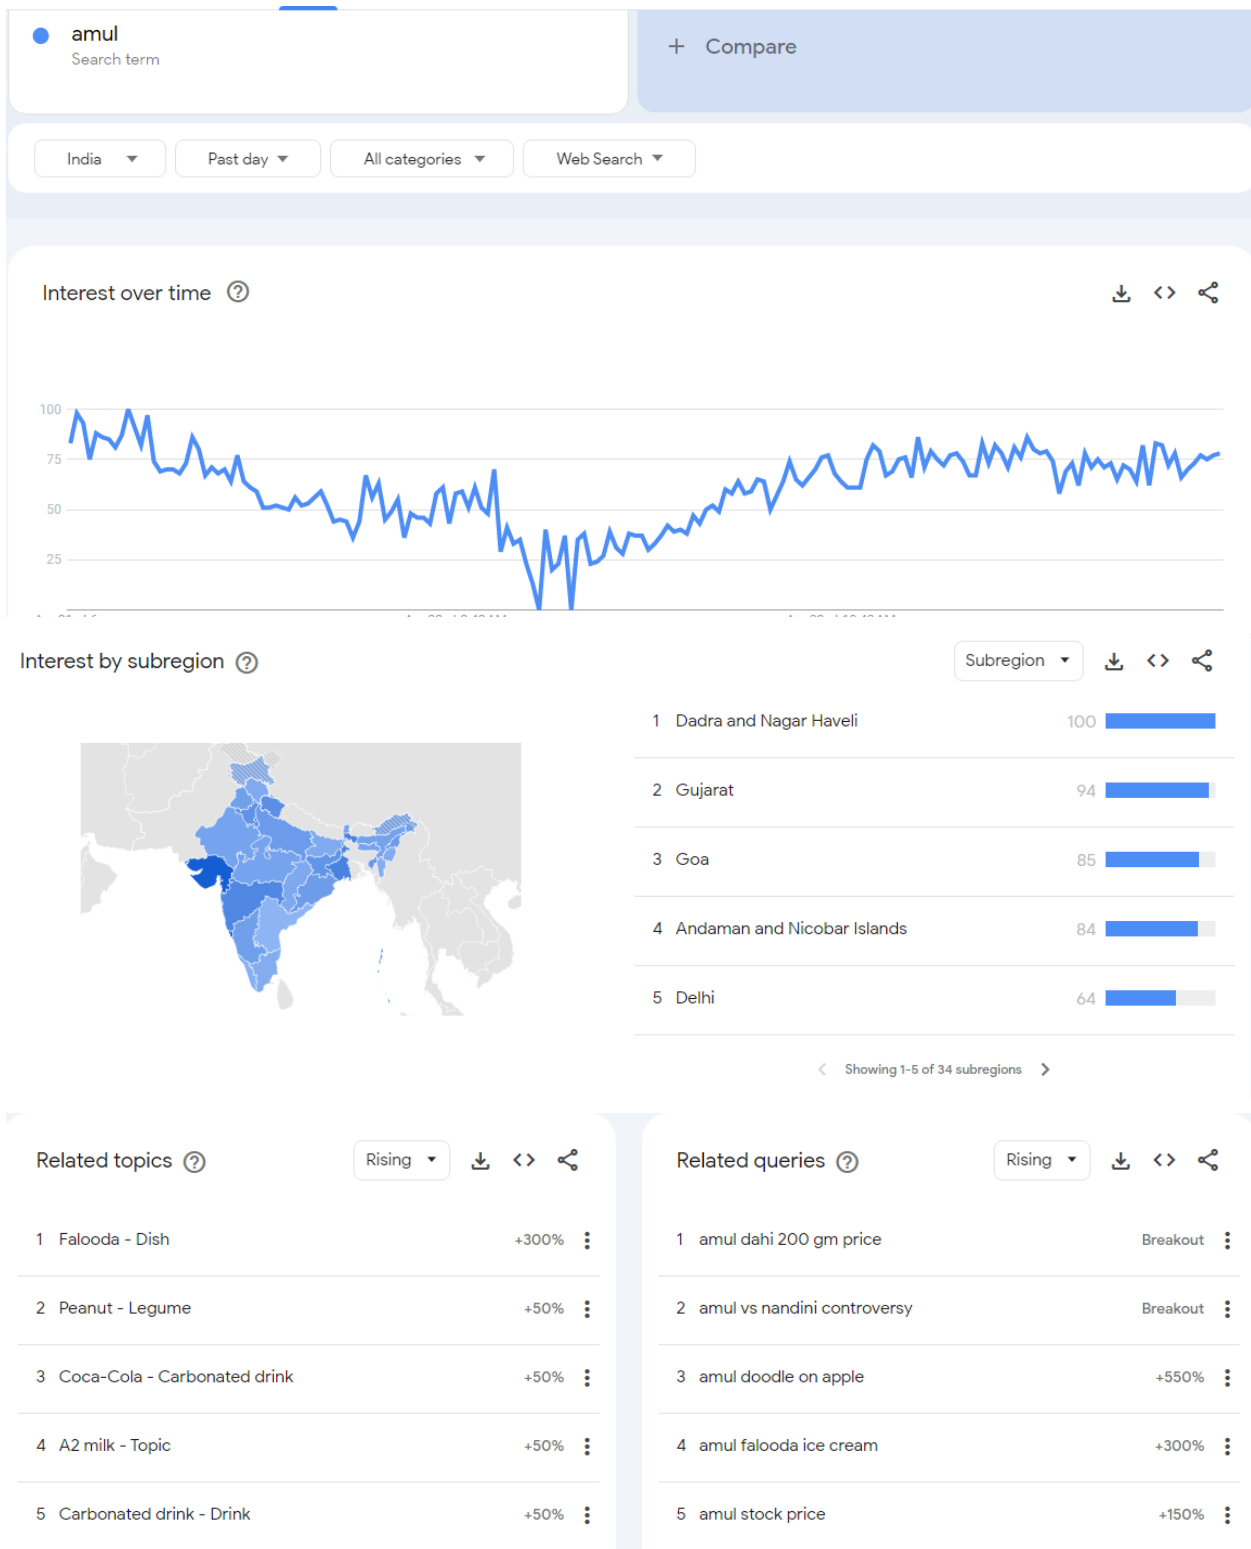 amul
Search term
+ Compare
India
Past day
All categories
Web Search
Interest over time
100
75
50
25
Interest by subregion
Subregion
1 Dadra and Nagar Haveli 100
2 Gujarat 94
3 Goa 85
4 Andaman and Nicobar Islands 84
5 Delhi 64
Showing 1-5 of 34 subregions
Related topics
Rising
1 Falooda - Dish +300%
2 Peanut - Legume +50%
3 Coca-Cola - Carbonated drink +50%
4 A2 milk - Topic +50%
5 Carbonated drink - Drink +50%
Related queries
Rising
1 amul dahi 200 gm price Breakout
2 amul vs nandini controversy Breakout
3 amul doodle on apple +550%
4 amul falooda ice cream +300%
5 amul stock price +150%